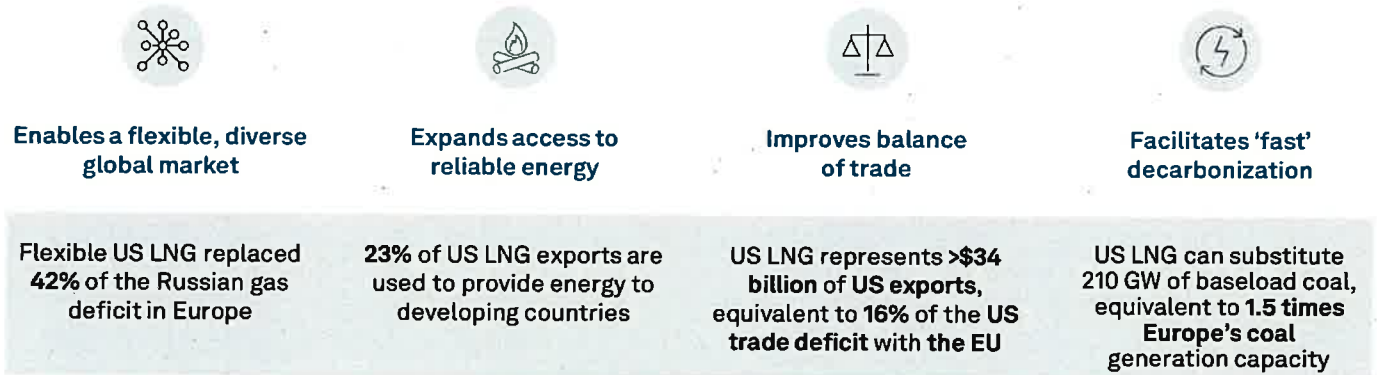 Enables a flexible, diverse
global market
Flexible US LNG replaced
42% of the Russian gas
deficit in Europe
Expands access to
reliable energy
23% of US LNG exports are
used to provide energy to
developing countries
Improves balance
of trade
US LNG represents >$34
billion of US exports,
equivalent to 16% of the US
trade deficit with the EU
Facilitates ‘fast’
decarbonization
US LNG can substitute
210 GW of baseload coal,
equivalent to 1.5 times
Europe's coal
generation capacity